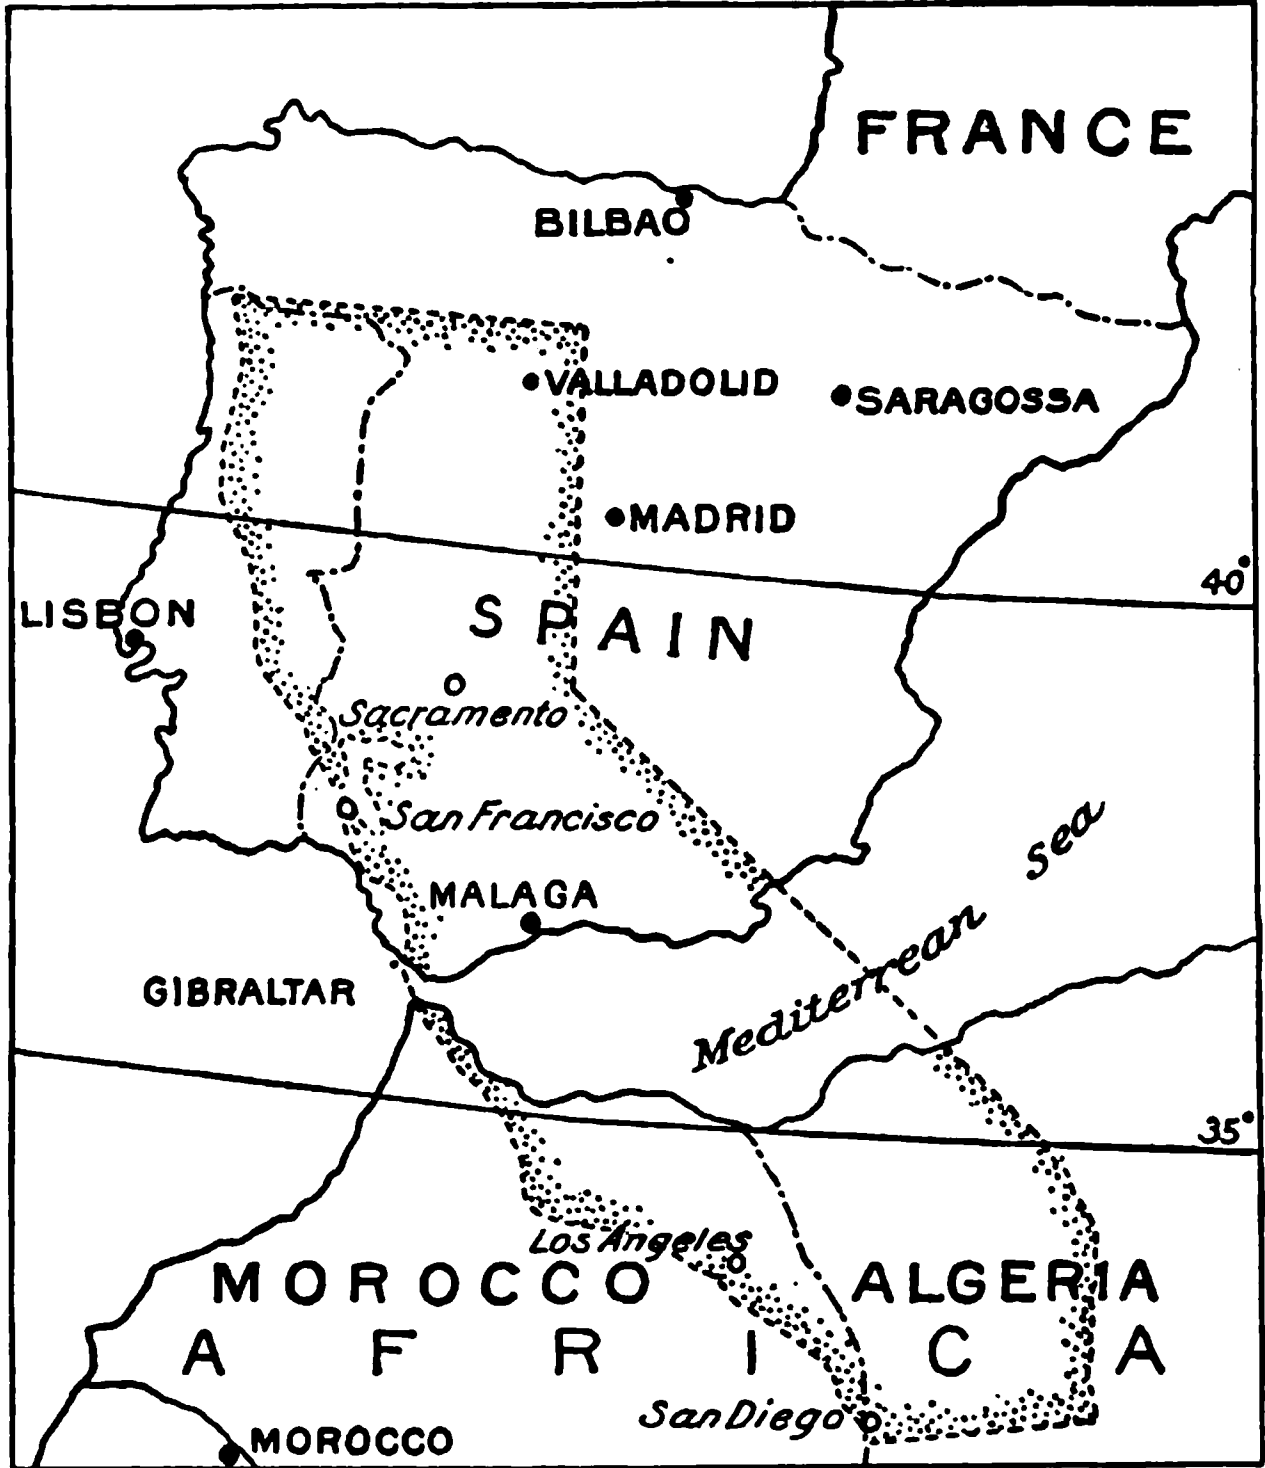 FRANCE
BILBAO
VALLADOLID
SARAGOSSA
MADRID
40°
LISBON
SPAIN
Sacramento
San Francisco
Sea
MALAGA
Mediterrean
GIBRALTAR
35°
Los Angeles
MOROCCO
ALGERIA
AFRICA
San Diego
MOROCCO